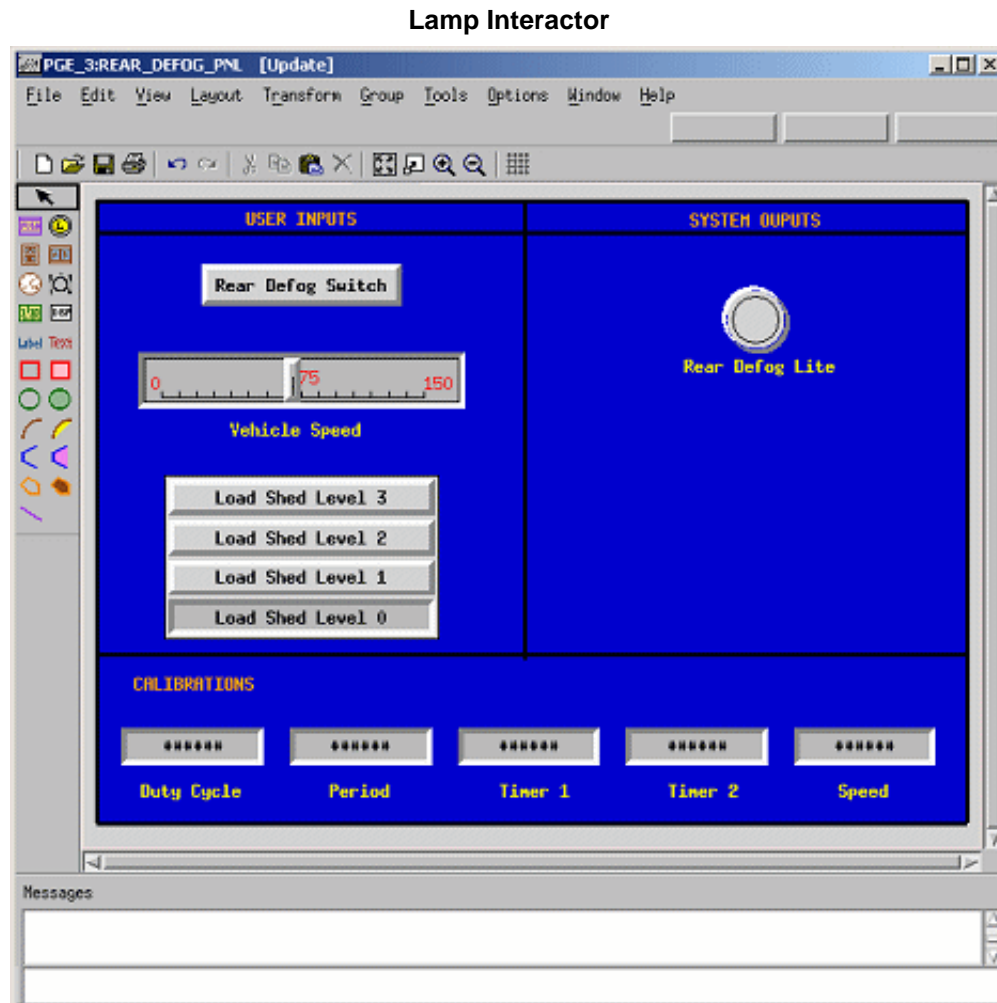 Lamp Interactor
PGE_3:REAR_DEFOG_PNL [Update]
File Edit View Layout Transform Group Tools Options Window Help
USER INPUTS
SYSTEM OUPUTS
Rear Defog Switch
Rear Defog Lite
0 75 150
Vehicle Speed
Label Text
Load Shed Level 3
Load Shed Level 2
Load Shed Level 1
Load Shed Level 0
CALIBRATIONS
###### ###### ###### ###### ######
Duty Cycle Period Timer 1 Timer 2 Speed
Messages